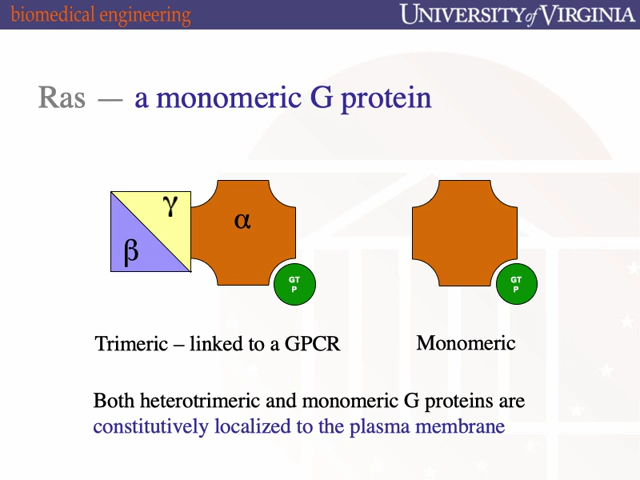 biomedical engineering
UNIVERSITY of VIRGINIA
Ras — a monomeric G protein
γ
α
β
GT
P
GT
P
Trimeric – linked to a GPCR
Monomeric
Both heterotrimeric and monomeric G proteins are
constitutively localized to the plasma membrane